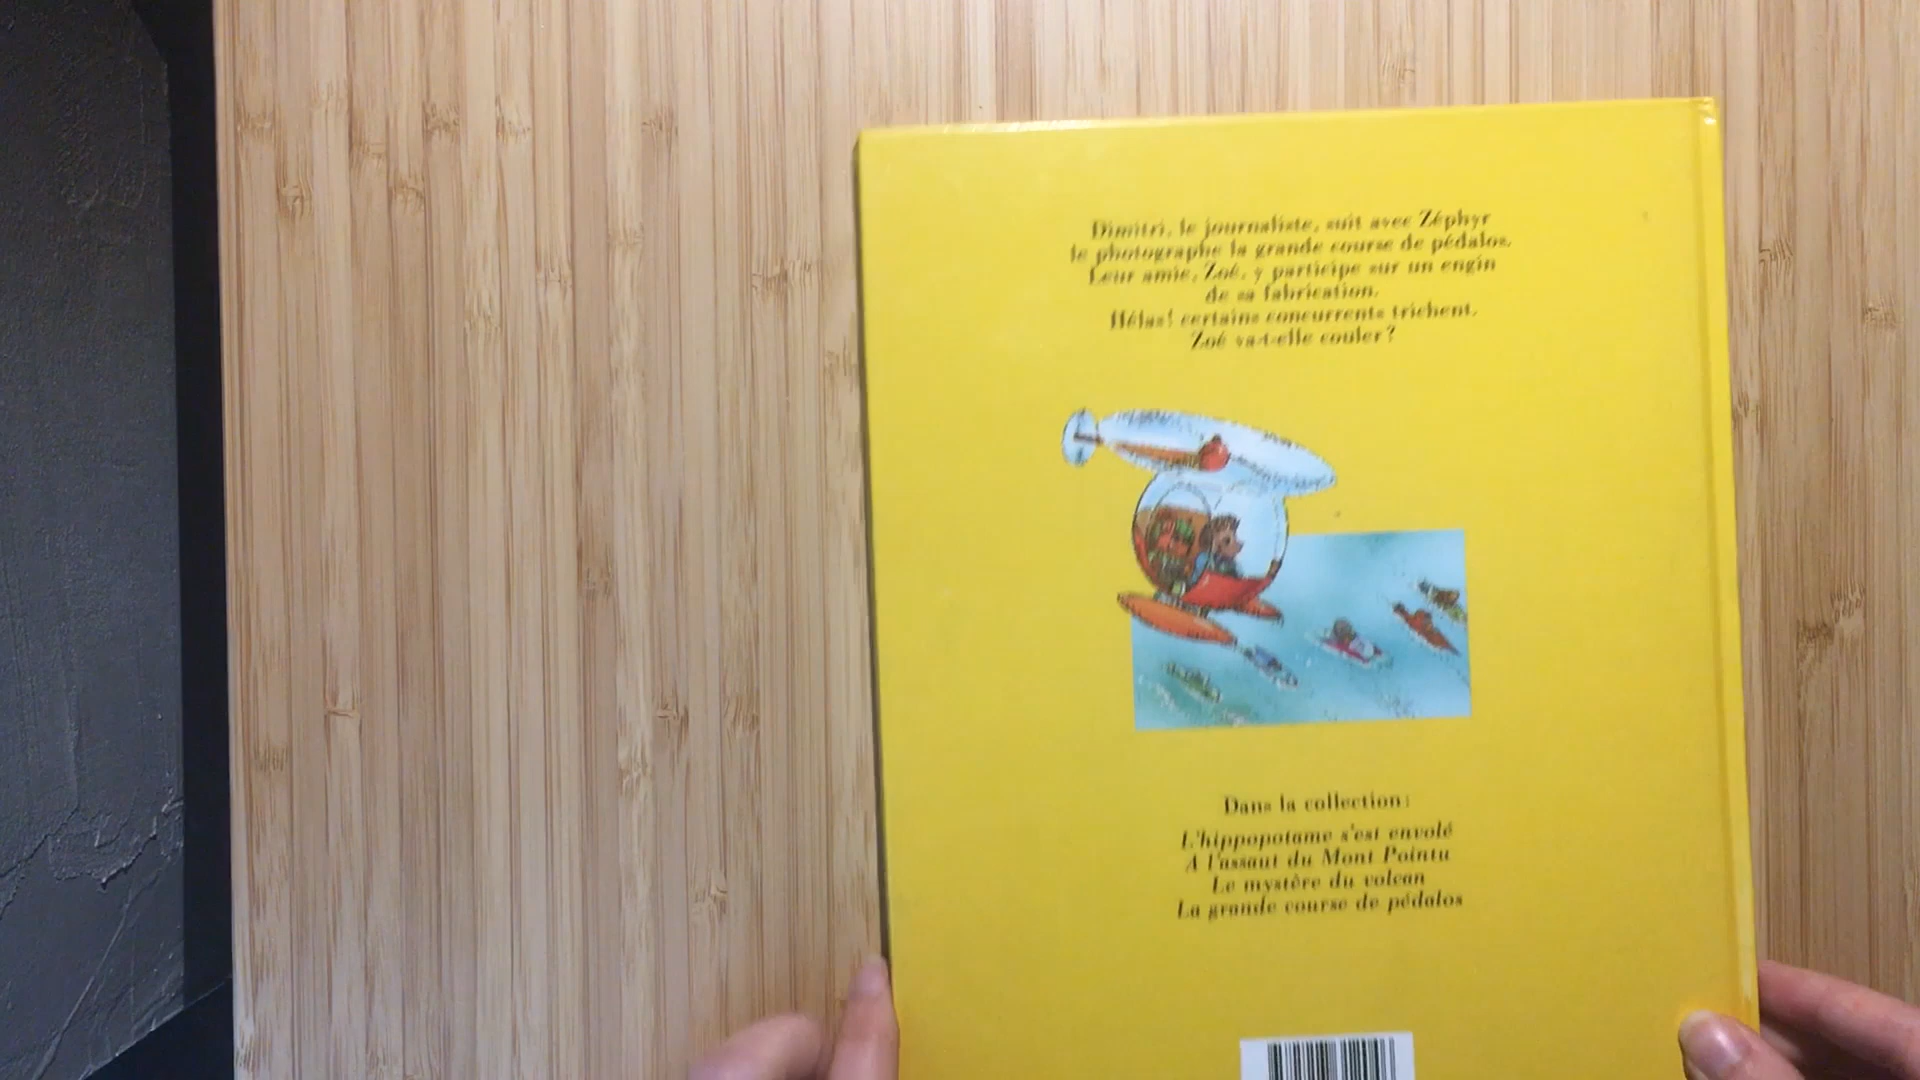 Dimitri, le journaliste, suit avec Zéphyr
le photographe la grande course de pédalos.
Leur amie, Zoé, y participe sur un engin
de sa fabrication.
Hélas! certains concurrents trichent.
Zoé va-t-elle couler?
Dans la collection:
L'hippopotame s'est envolé
A l'assaut du Mont Pointu
Le mystère du volcan
La grande course de pédalos